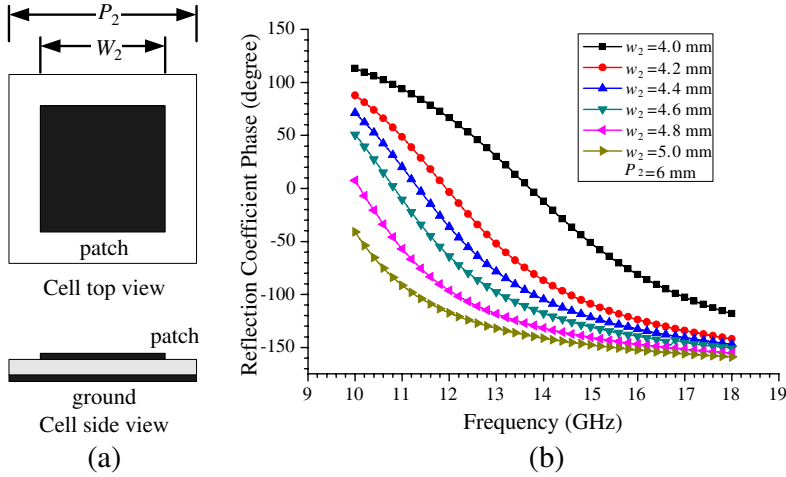 P2
W2
patch
Cell top view
patch
ground
Cell side view
(a)
Reflection Coefficient Phase (degree)
150
100
50
0
-50
-100
-150
9 10 11 12 13 14 15 16 17 18 19
Frequency (GHz)
w2=4.0 mm
w2=4.2 mm
w2=4.4 mm
w2=4.6 mm
w2=4.8 mm
w2=5.0 mm
P2=6 mm
(b)